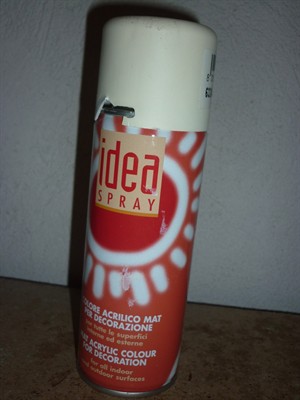 idea
SPRAY
COLORE ACRILICO MAT
PER DECORAZIONE
tutte le superfici
interne ed esterne
ACRYLIC COLOUR
FOR DECORATION
for all indoor
and outdoor surfaces